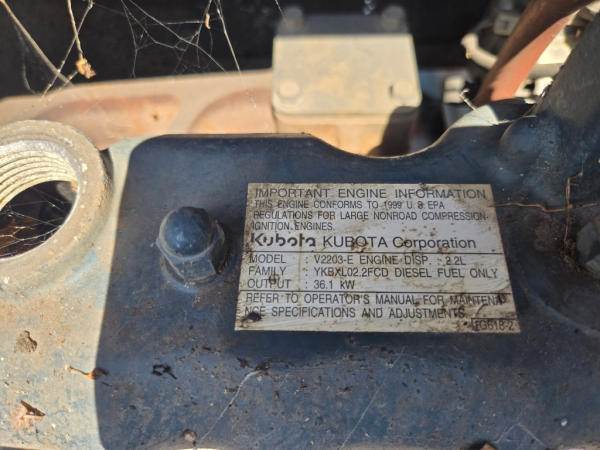 IMPORTANT ENGINE INFORMATION
THIS ENGINE CONFORMS TO 1999 U.S EPA
REGULATIONS FOR LARGE NONROAD COMPRESSION-
IGNITION ENGINES.
Kubota KUBOTA Corporation
MODEL : V2203-E ENGINE DISP. : 2.2L
FAMILY : YKBXL02.2FCD DIESEL FUEL ONLY
OUTPUT : 36.1 kW
REFER TO OPERATOR'S MANUAL FOR MAINTENA
NCE SPECIFICATIONS AND ADJUSTMENTS.